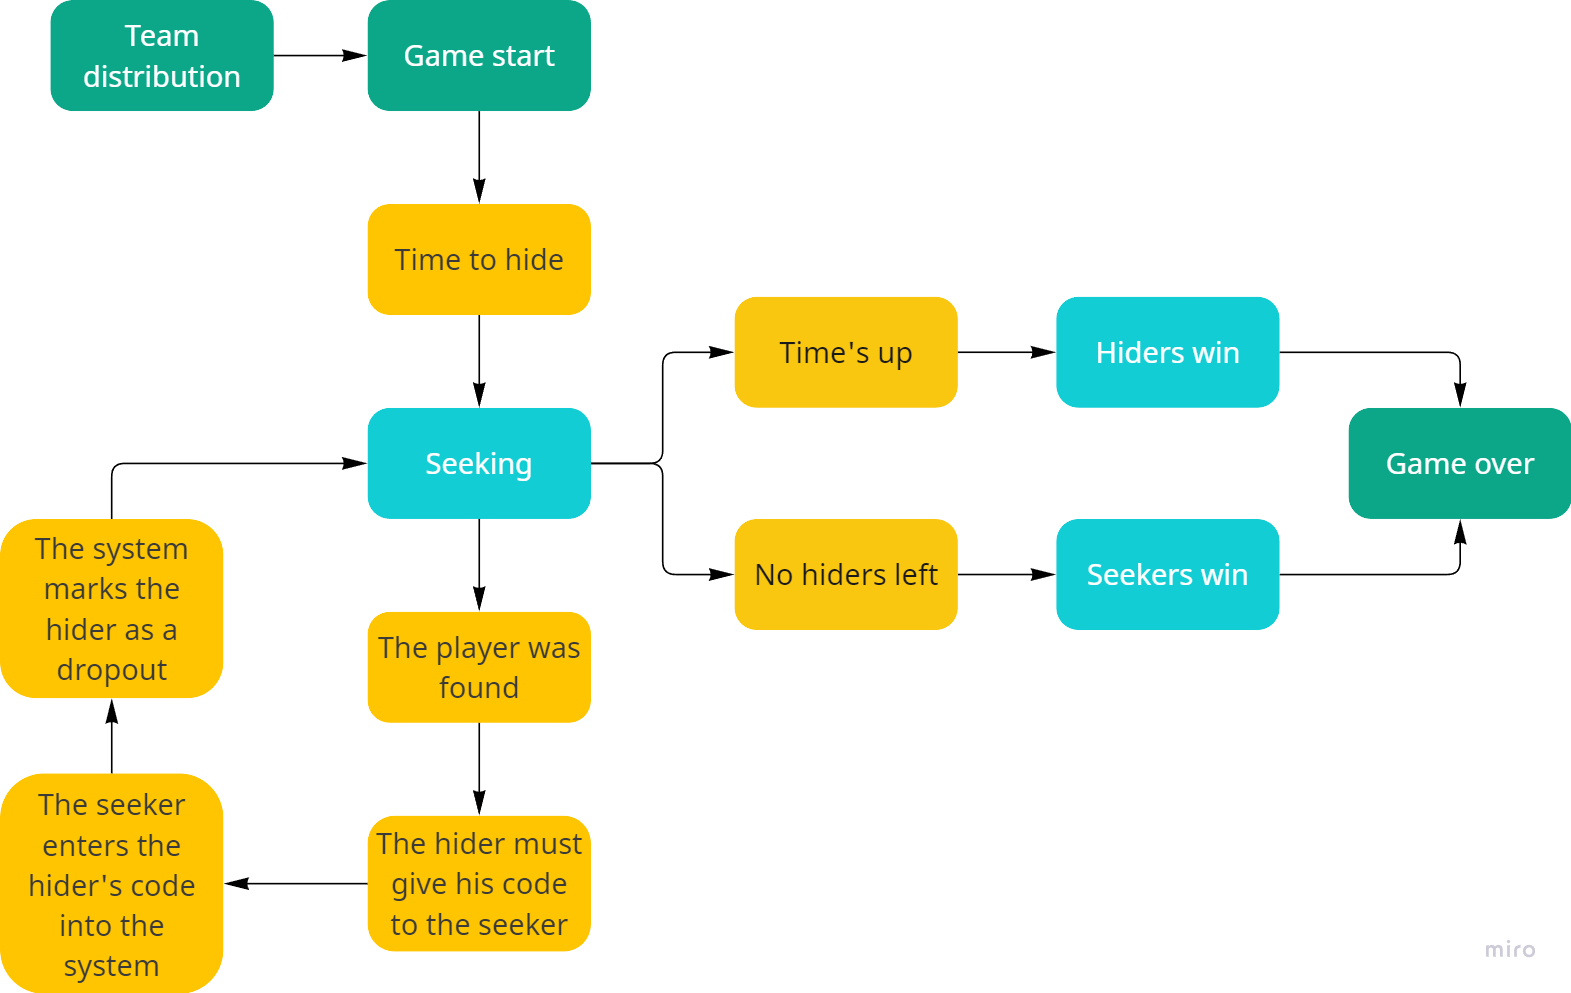 Team
distribution
Game start
Time to hide
Time's up
Hiders win
Seeking
Game over
No hiders left
Seekers win
The system
marks the
hider as a
dropout
The player was
found
The seeker
enters the
hider's code
into the
system
The hider must
give his code
to the seeker
miro